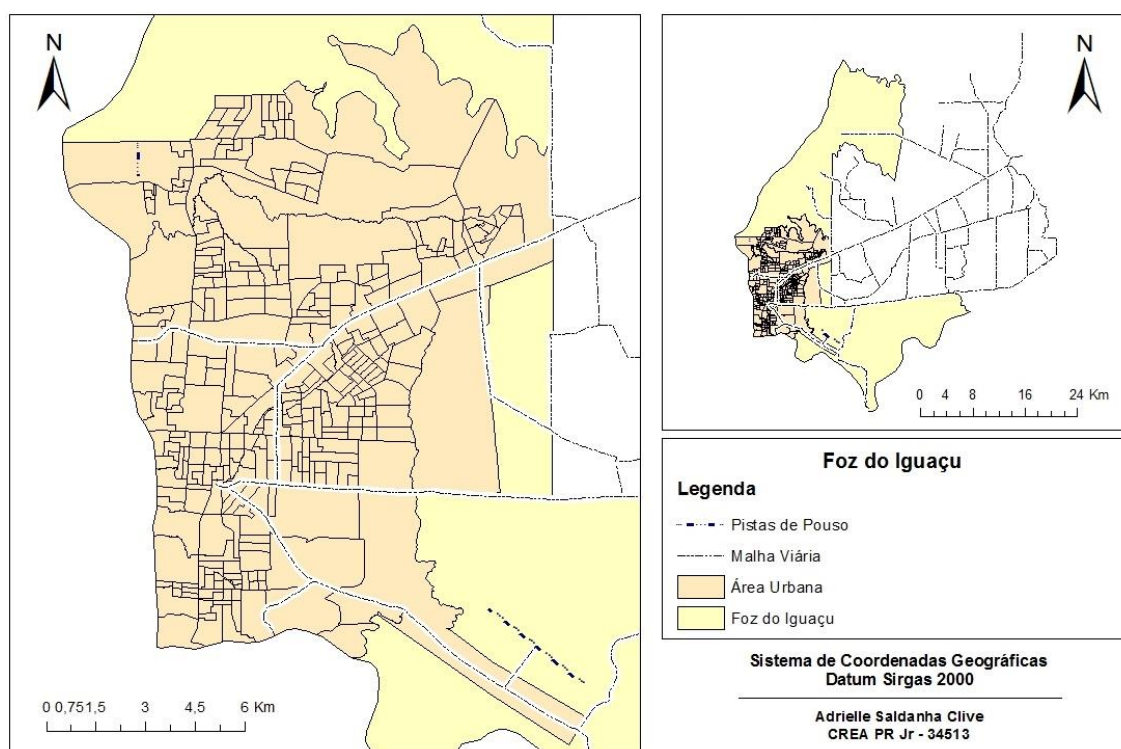 N
0 0,751,5 3 4,5 6 Km
N
0 4 8 16 24 Km
Foz do Iguaçu
Legenda
Pistas de Pouso
Malha Viária
Área Urbana
Foz do Iguaçu
Sistema de Coordenadas Geográficas
Datum Sirgas 2000
Adrielle Saldanha Clive
CREA PR Jr - 34513